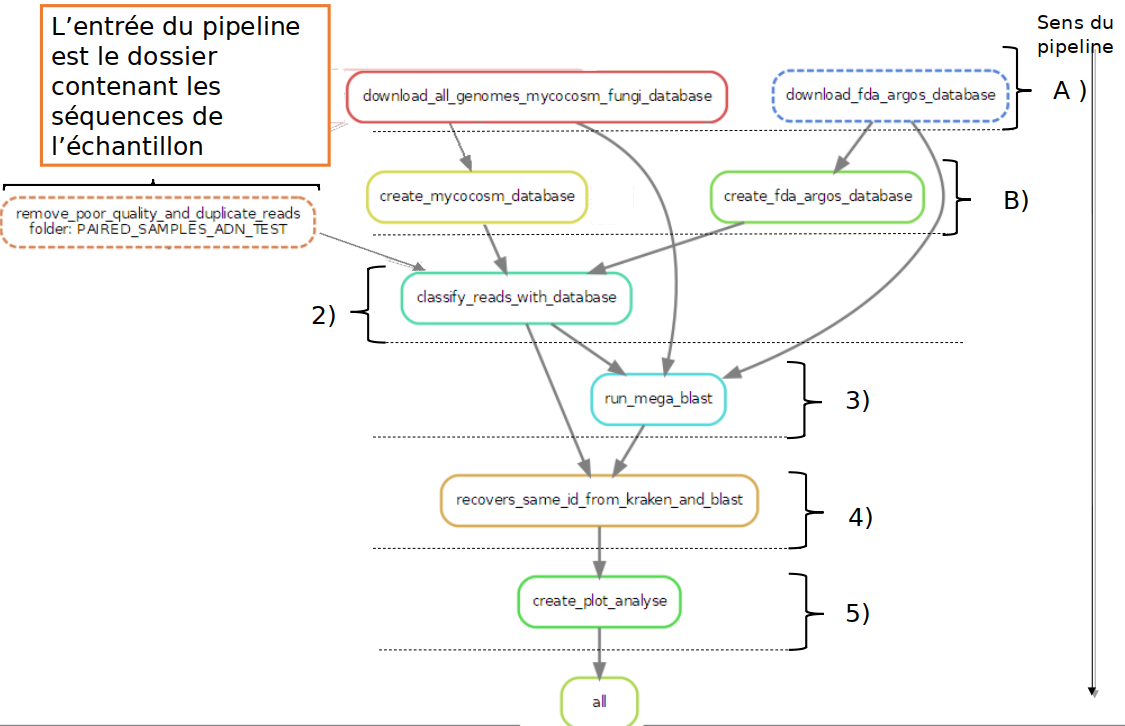 L’entrée du pipeline
est le dossier
contenant les
séquences de
l’échantillon
Sens du
pipeline
download_all_genomes_mycocosm_fungi_database
download_fda_argos_database
A )
create_mycocosm_database
create_fda_argos_database
B)
remove_poor_quality_and_duplicate_reads
folder: PAIRED_SAMPLES_ADN_TEST
classify_reads_with_database
2)
run_mega_blast
3)
recovers_same_id_from_kraken_and_blast
4)
create_plot_analyse
5)
all